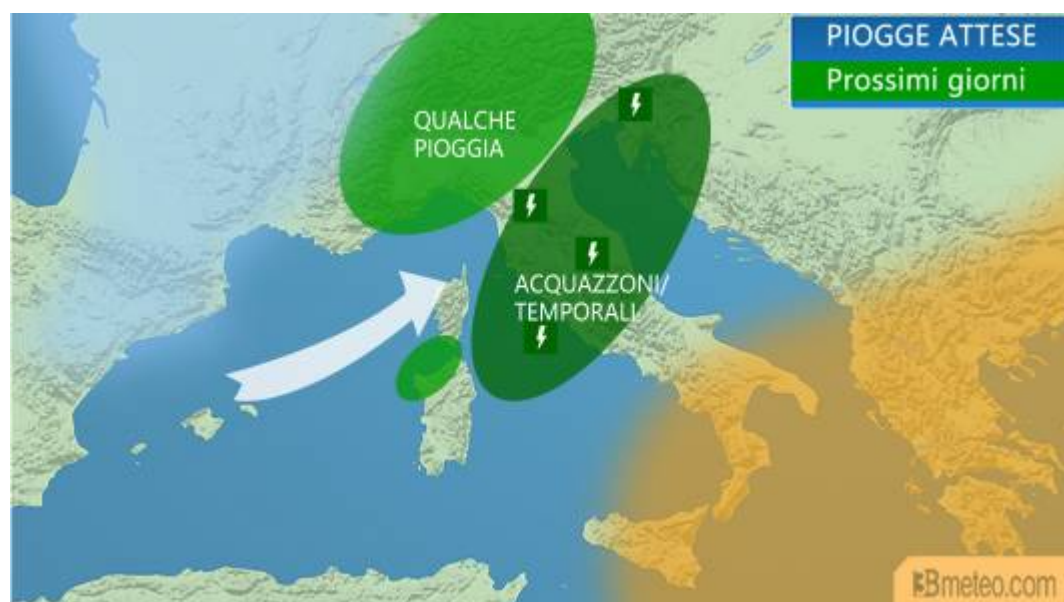 PIOGGE ATTESE
Prossimi giorni
QUALCHE
PIOGGIA
ACQUAZZONI/
TEMPORALI
3Bmeteo.com